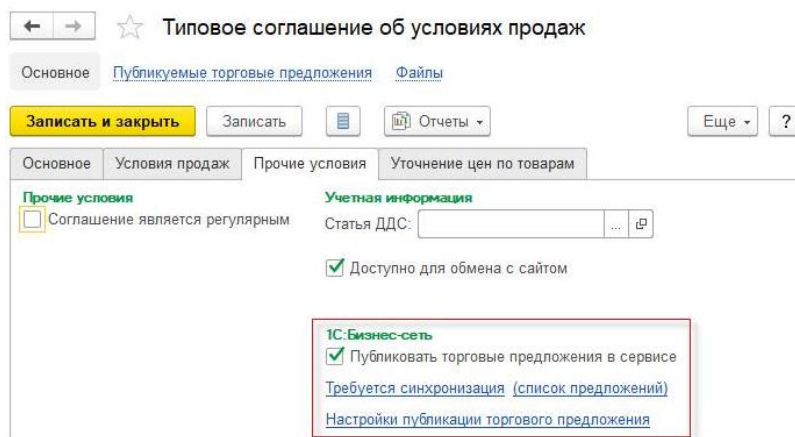 Типовое соглашение об условиях продаж
Основное Публикуемые торговые предложения Файлы
Записать и закрыть Записать Отчеты Еще ?
Основное Условия продаж Прочие условия Уточнение цен по товарам
Прочие условия Учетная информация
Соглашение является регулярным Статья ДДС: ...
Доступно для обмена с сайтом
1С:Бизнес-сеть
Публиковать торговые предложения в сервисе
Требуется синхронизация (список предложений)
Настройки публикации торгового предложения